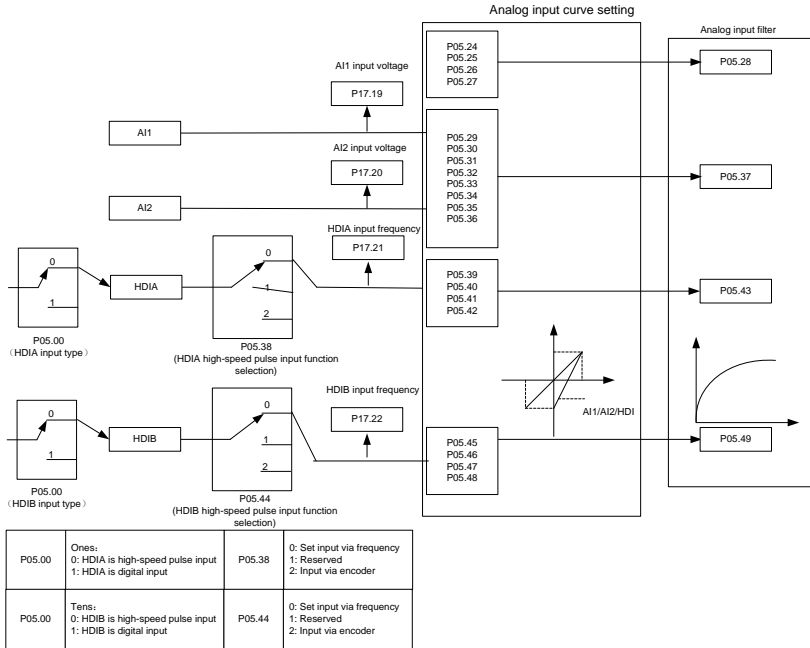 Analog input curve setting
Analog input filter
P05.24
P05.25
P05.26
P05.27
P05.28
AI1 input voltage
P17.19
AI1
AI2 input voltage
P17.20
AI2
P05.29
P05.30
P05.31
P05.32
P05.33
P05.34
P05.35
P05.36
P05.37
HDIA input frequency
P17.21
0
1
P05.00
（HDIA input type）
HDIA
0
1
2
P05.38
(HDIA high-speed pulse input function
selection)
P05.39
P05.40
P05.41
P05.42
P05.43
AI1/AI2/HDI
HDIB input frequency
P17.22
0
1
P05.00
（HDIB input type）
HDIB
0
1
2
P05.44
(HDIB high-speed pulse input function
selection)
P05.45
P05.46
P05.47
P05.48
P05.49
P05.00
Ones：
0: HDIA is high-speed pulse input
1: HDIA is digital input
P05.38
0: Set input via frequency
1: Reserved
2: Input via encoder
P05.00
Tens：
0: HDIB is high-speed pulse input
1: HDIB is digital input
P05.44
0: Set input via frequency
1: Reserved
2: Input via encoder